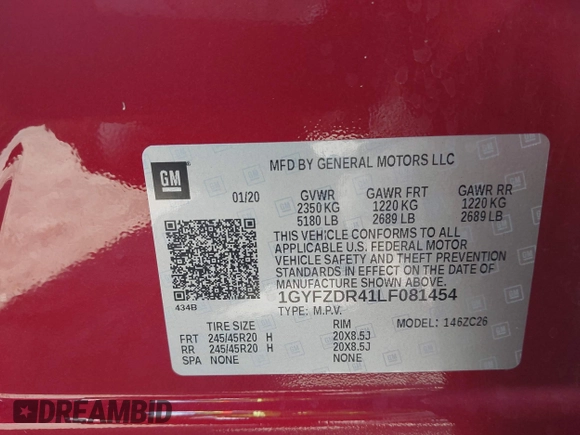 GM
MFD BY GENERAL MOTORS LLC
01/20 GVWR GAWR FRT GAWR RR
2350 KG 1220 KG 1220 KG
5180 LB 2689 LB 2689 LB
THIS VEHICLE CONFORMS TO ALL
APPLICABLE U.S. FEDERAL MOTOR
VEHICLE SAFETY AND THEFT PREVENTION
STANDARDS IN EFFECT ON THE DATE OF
MANUFACTURE SHOWN ABOVE.
1GYFZDR41LF081454
434B
TYPE: M.P.V.
TIRE SIZE RIM MODEL: 146ZC26
FRT 245/45R20 H 20X8.5J
RR 245/45R20 H 20X8.5J
SPA NONE NONE
DREAMBID